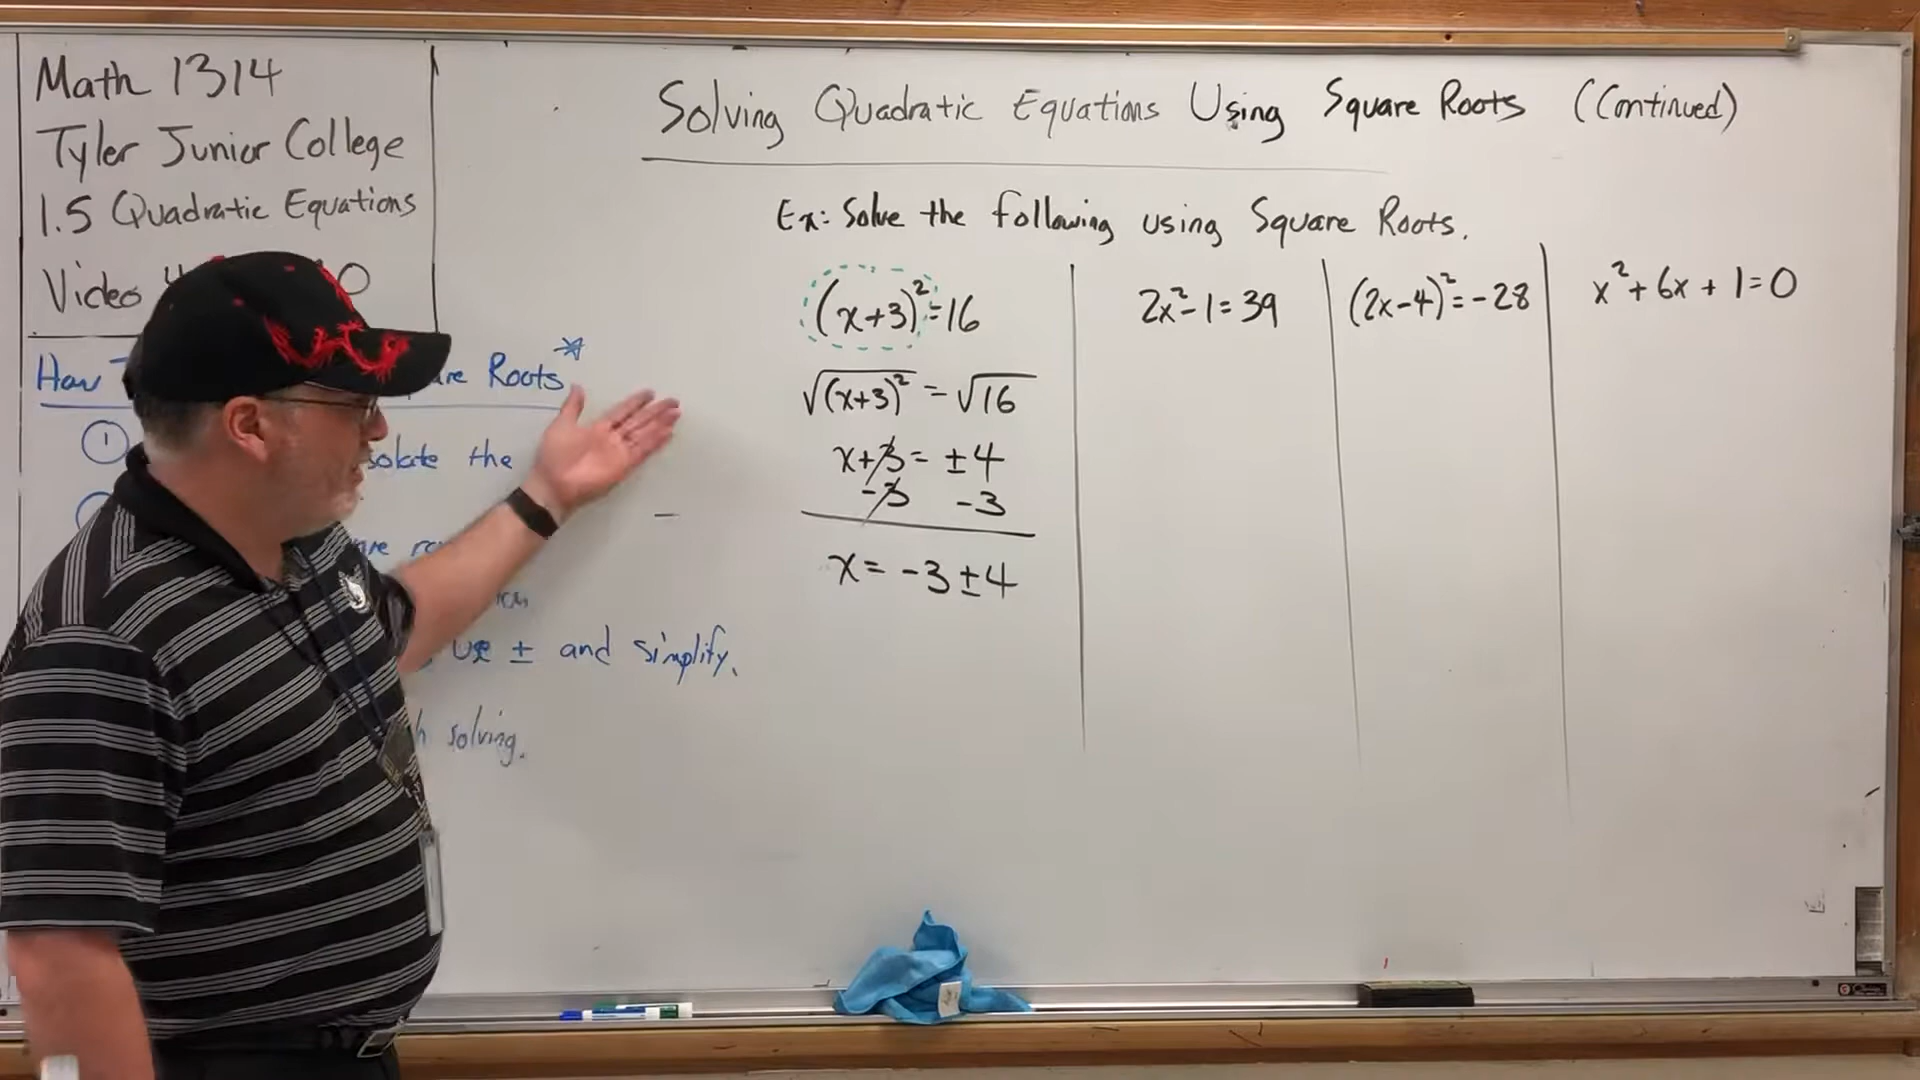 Math 1314
Tyler Junior College
1.5 Quadratic Equations
Video
Solving Quadratic Equations Using Square Roots (Continued)
How Roots*
①
the
use ± and simplify.
solving.
Ex: Solve the following using Square Roots.
(x+3)²=16
√(x+3)² = √16
x+3 = ±4
-3 -3
x = -3 ± 4
2x²-1=39
(2x-4)²=-28
x²+6x+1=0